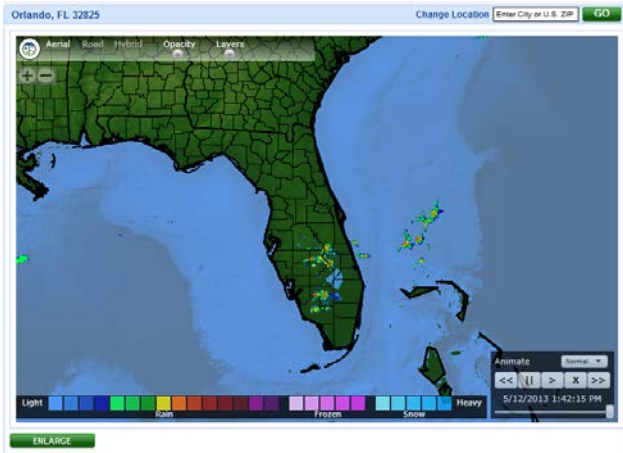 Orlando, FL 32825 Change Location Enter City or U.S. ZIP GO
Aerial Road Hybrid Opacity Layers
Animate Normal
<< || > X >>
5/12/2013 1:42:15 PM
Light Heavy
Rain Frozen Snow
ENLARGE